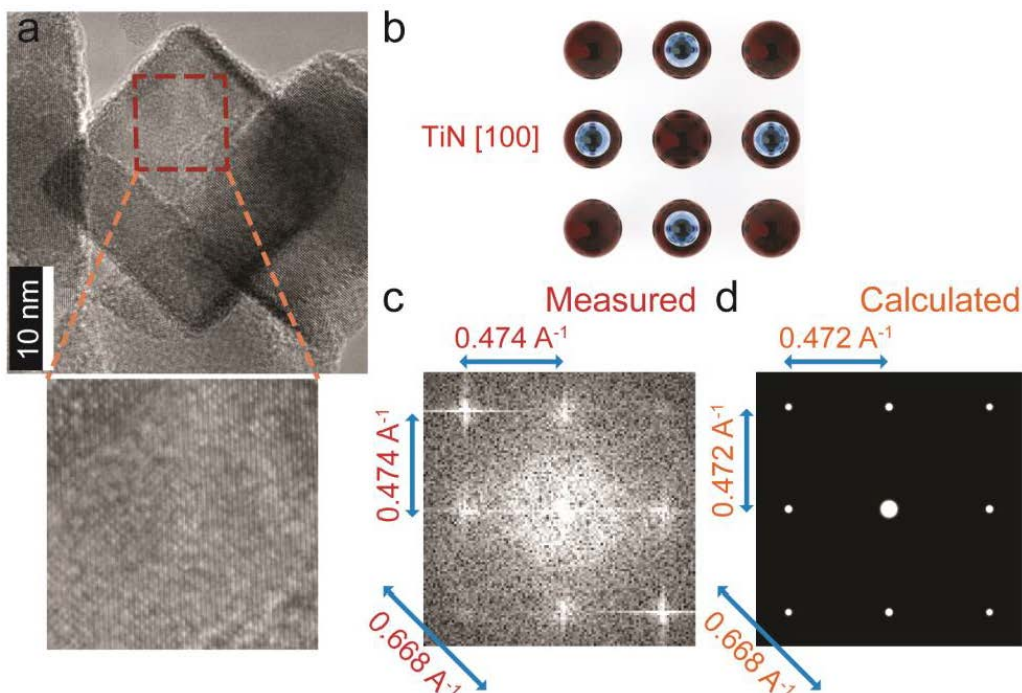 a
10 nm
b
TiN [100]
c
Measured
0.474 A⁻¹
0.474 A⁻¹
0.668 A⁻¹
d
Calculated
0.472 A⁻¹
0.472 A⁻¹
0.668 A⁻¹